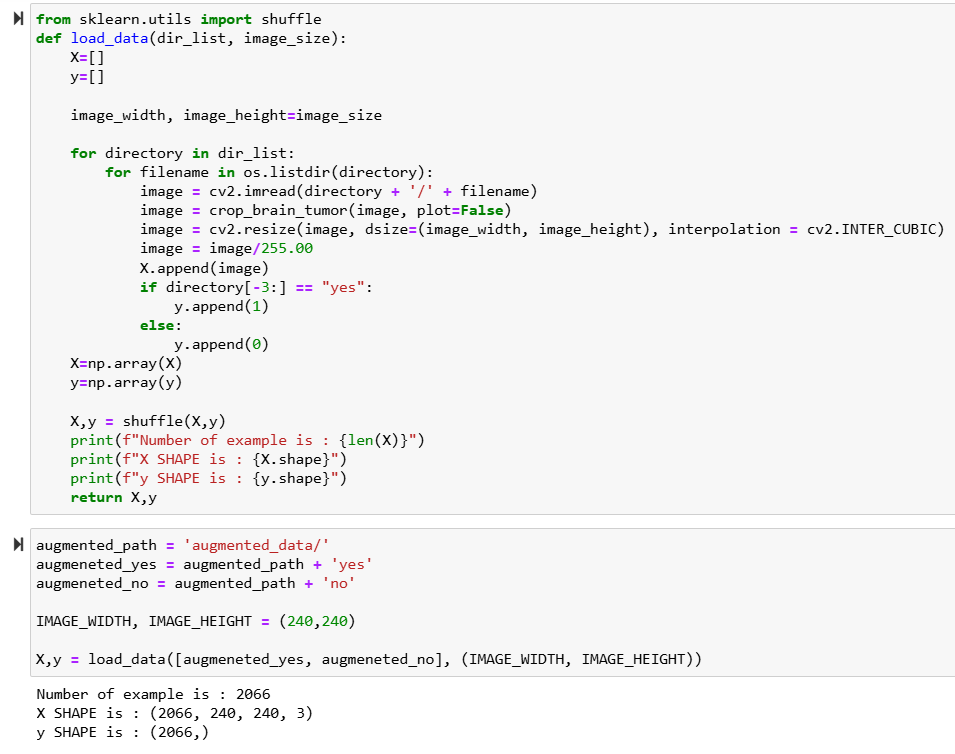 from sklearn.utils import shuffle
def load_data(dir_list, image_size):
    X=[]
    y=[]

    image_width, image_height=image_size

    for directory in dir_list:
        for filename in os.listdir(directory):
            image = cv2.imread(directory + '/' + filename)
            image = crop_brain_tumor(image, plot=False)
            image = cv2.resize(image, dsize=(image_width, image_height), interpolation = cv2.INTER_CUBIC)
            image = image/255.00
            X.append(image)
            if directory[-3:] == "yes":
                y.append(1)
            else:
                y.append(0)
    X=np.array(X)
    y=np.array(y)

    X,y = shuffle(X,y)
    print(f"Number of example is : {len(X)}")
    print(f"X SHAPE is : {X.shape}")
    print(f"y SHAPE is : {y.shape}")
    return X,y

augmented_path = 'augmented_data/'
augmeneted_yes = augmented_path + 'yes'
augmeneted_no = augmented_path + 'no'

IMAGE_WIDTH, IMAGE_HEIGHT = (240,240)

X,y = load_data([augmeneted_yes, augmeneted_no], (IMAGE_WIDTH, IMAGE_HEIGHT))

Number of example is : 2066
X SHAPE is : (2066, 240, 240, 3)
y SHAPE is : (2066,)